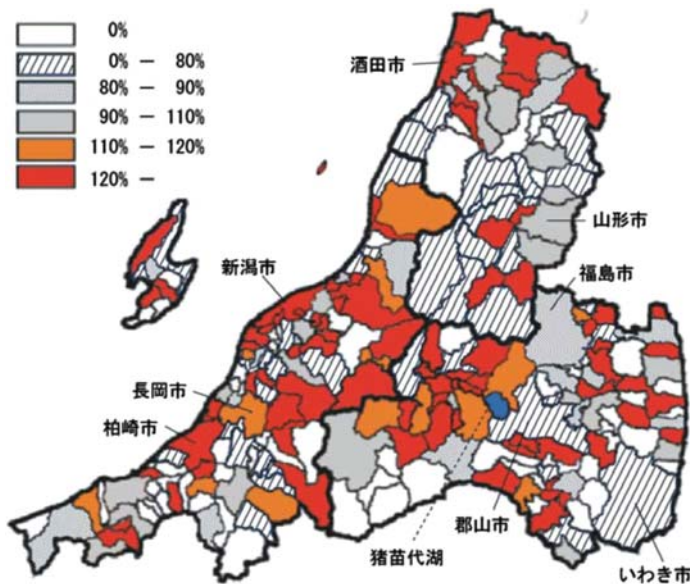 0%
0% - 80%
80% - 90%
90% - 110%
110% - 120%
120% -
酒田市
山形市
新潟市
福島市
長岡市
柏崎市
郡山市
猪苗代湖
いわき市